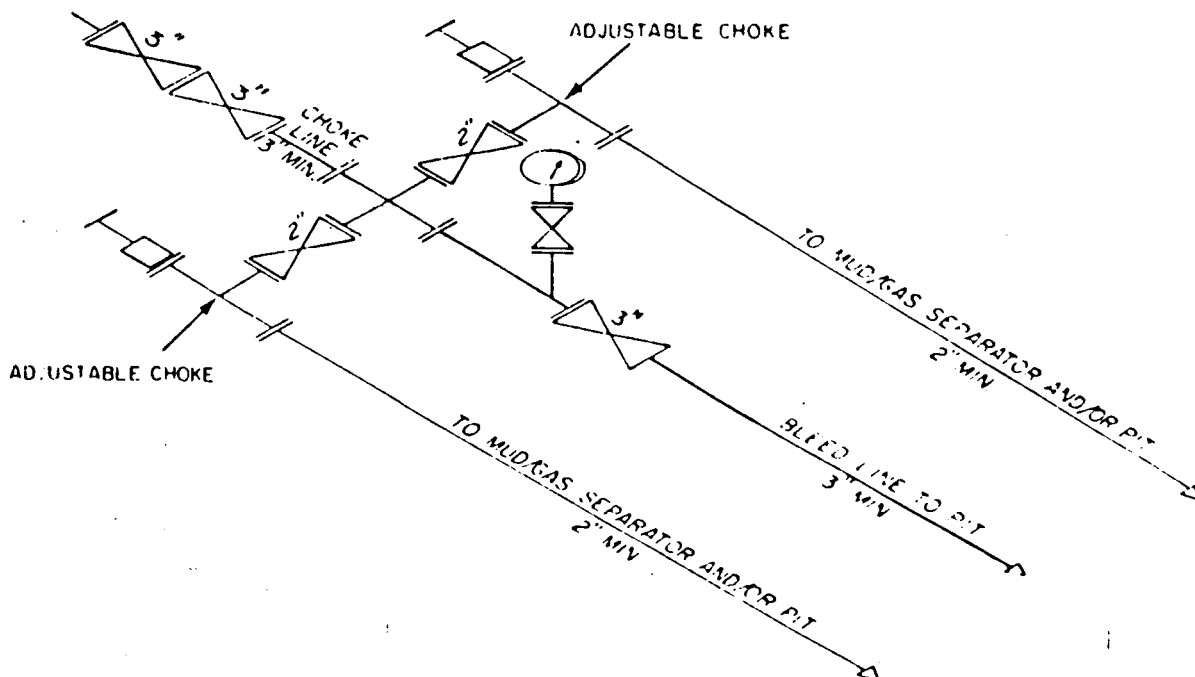 ADJUSTABLE CHOKE
3"
3"
CHOKE
LINE
3" MIN.
2"
2"
ADJUSTABLE CHOKE
3"
TO MUD/GAS SEPARATOR AND/OR PIT
2" MIN
BLEED LINE TO PIT
3" MIN
TO MUD/GAS SEPARATOR AND/OR PIT
2" MIN